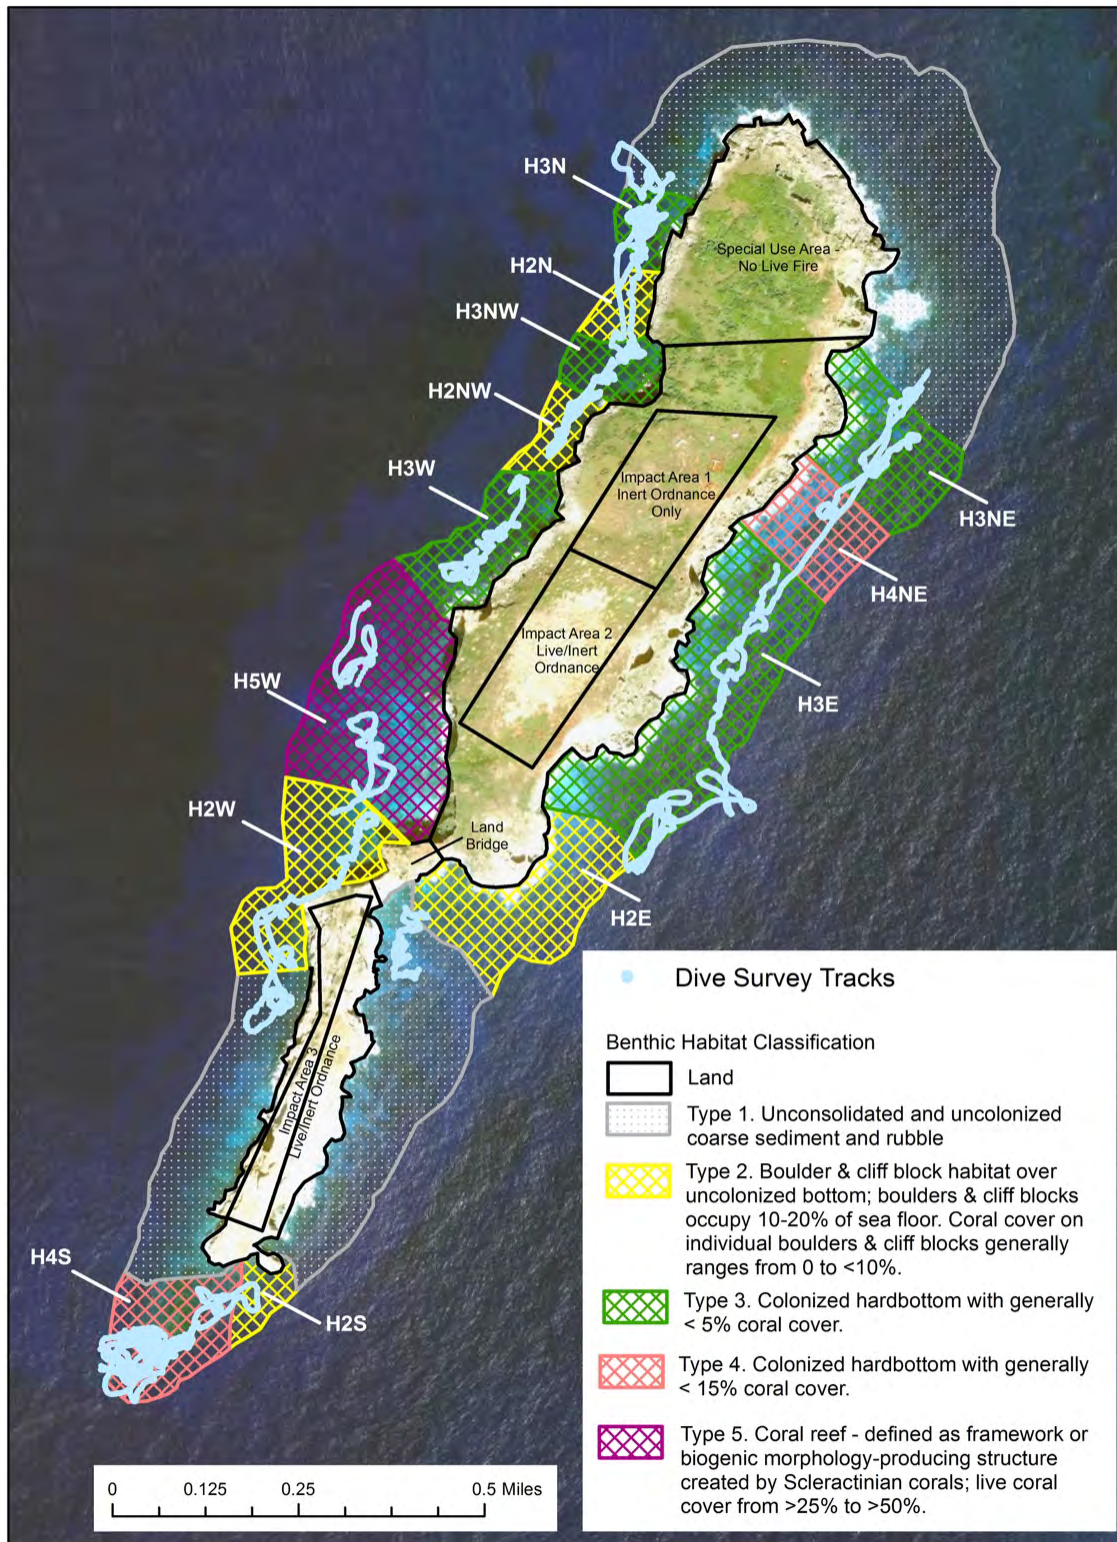 H3N
Special Use Area -
No Live Fire
H2N
H3NW
H2NW
H3W
Impact Area 1
Inert Ordnance
Only
H3NE
H4NE
Impact Area 2
Live/Inert
Ordnance
H5W
H3E
H2W
Land
Bridge
H2E
Impact Area 3
Live/Inert Ordnance
H4S
H2S
Dive Survey Tracks
Benthic Habitat Classification
Land
Type 1. Unconsolidated and uncolonized
coarse sediment and rubble
Type 2. Boulder & cliff block habitat over
uncolonized bottom; boulders & cliff blocks
occupy 10-20% of sea floor. Coral cover on
individual boulders & cliff blocks generally
ranges from 0 to <10%.
Type 3. Colonized hardbottom with generally
< 5% coral cover.
Type 4. Colonized hardbottom with generally
< 15% coral cover.
Type 5. Coral reef - defined as framework or
biogenic morphology-producing structure
created by Scleractinian corals; live coral
cover from >25% to >50%.
0 0.125 0.25 0.5 Miles